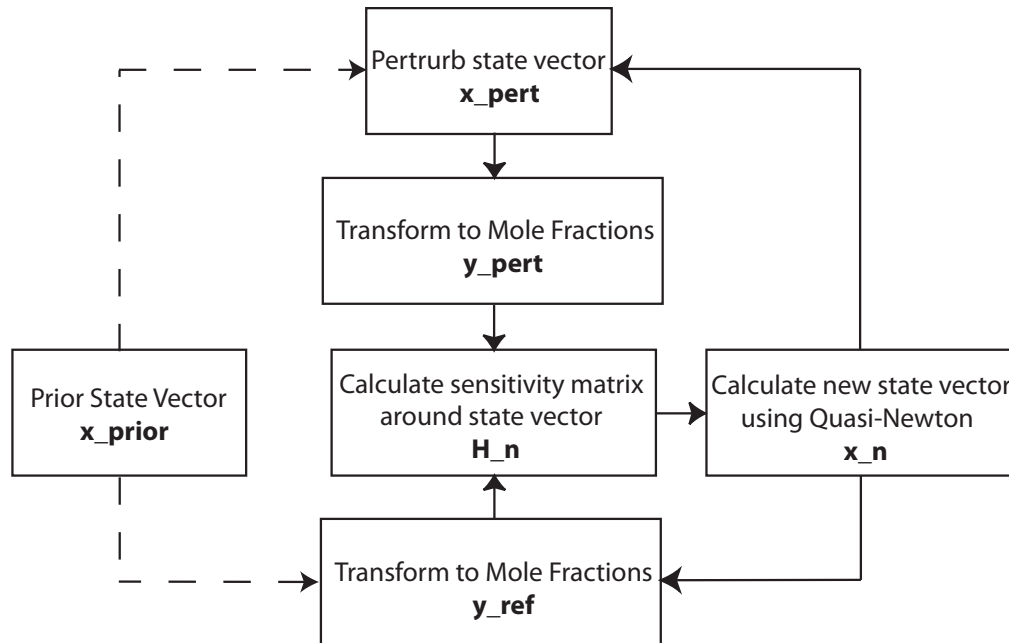 Pertrurb state vector
x_pert
Transform to Mole Fractions
y_pert
Prior State Vector
x_prior
Calculate sensitivity matrix
around state vector
H_n
Calculate new state vector
using Quasi-Newton
x_n
Transform to Mole Fractions
y_ref